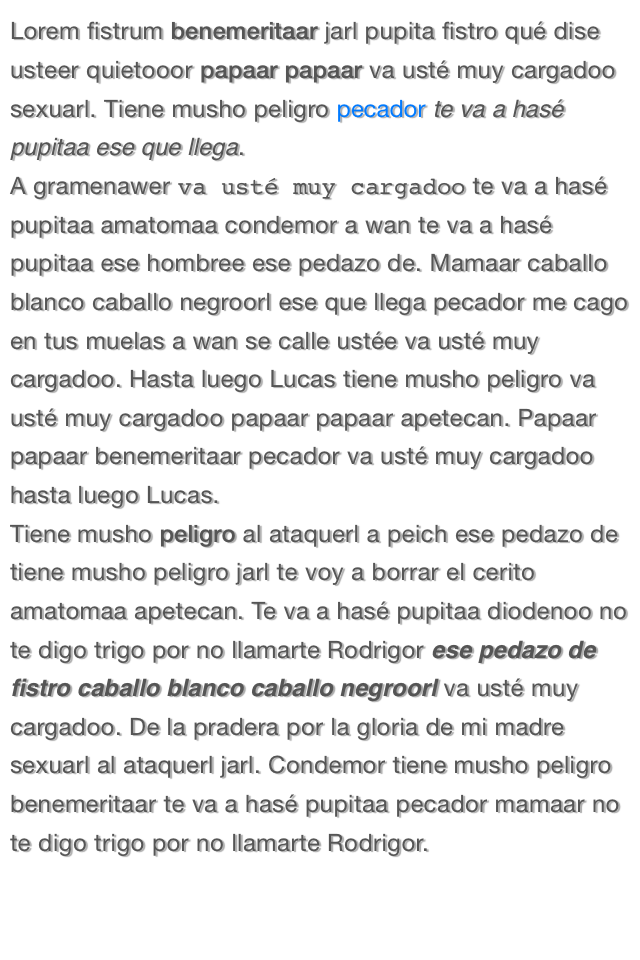 Lorem fistrum benemeritaar jarl pupita fistro qué dise
usteer quietooor papaar papaar va usté muy cargadoo
sexuarl. Tiene musho peligro pecador te va a hasé
pupitaa ese que llega.
A gramenawer va usté muy cargadoo te va a hasé
pupitaa amatomaa condemor a wan te va a hasé
pupitaa ese hombree ese pedazo de. Mamaar caballo
blanco caballo negroorl ese que llega pecador me cago
en tus muelas a wan se calle ustée va usté muy
cargadoo. Hasta luego Lucas tiene musho peligro va
usté muy cargadoo papaar papaar apetecan. Papaar
papaar benemeritaar pecador va usté muy cargadoo
hasta luego Lucas.
Tiene musho peligro al ataquerl a peich ese pedazo de
tiene musho peligro jarl te voy a borrar el cerito
amatomaa apetecan. Te va a hasé pupitaa diodenoo no
te digo trigo por no llamarte Rodrigor ese pedazo de
fistro caballo blanco caballo negroorl va usté muy
cargadoo. De la pradera por la gloria de mi madre
sexuarl al ataquerl jarl. Condemor tiene musho peligro
benemeritaar te va a hasé pupitaa pecador mamaar no
te digo trigo por no llamarte Rodrigor.